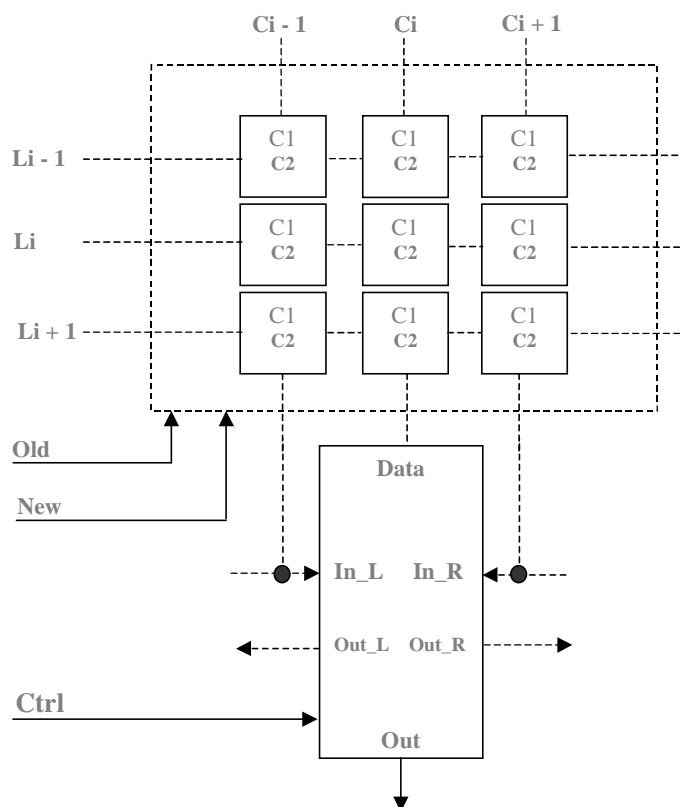 Ci - 1 Ci Ci + 1
C1 C1 C1
Li - 1 C2 C2 C2
C1 C1 C1
Li C2 C2 C2
C1 C1 C1
Li + 1 C2 C2 C2
Old
Data
New
In_L In_R
Out_L Out_R
Ctrl
Out